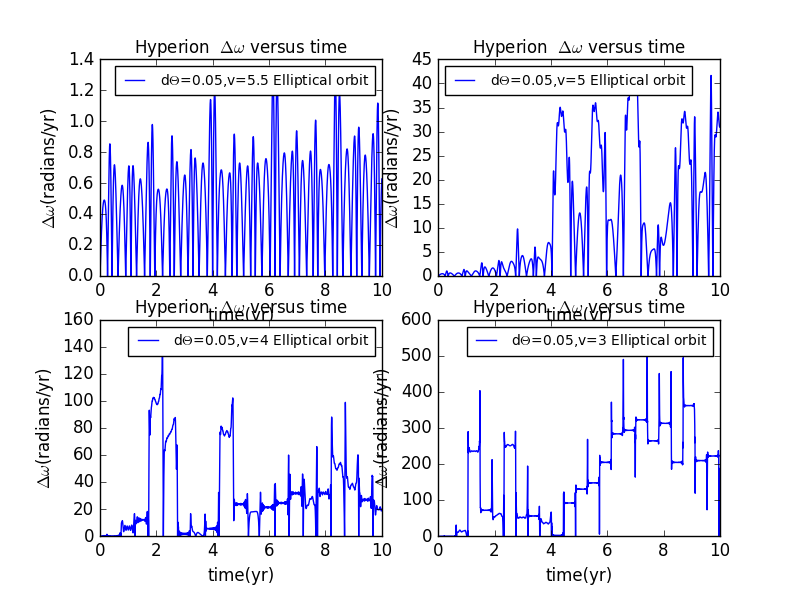 Hyperion Δω versus time
dΘ=0.05,v=5.5 Elliptical orbit
Δω(radians/yr)
1.4
1.2
1.0
0.8
0.6
0.4
0.2
0.0
0 2 4 6 8 10
time(yr)
Hyperion Δω versus time
dΘ=0.05,v=5 Elliptical orbit
Δω(radians/yr)
45
40
35
30
25
20
15
10
5
0
0 2 4 6 8 10
time(yr)
Hyperion Δω versus time
dΘ=0.05,v=4 Elliptical orbit
Δω(radians/yr)
160
140
120
100
80
60
40
20
0
0 2 4 6 8 10
time(yr)
Hyperion Δω versus time
dΘ=0.05,v=3 Elliptical orbit
Δω(radians/yr)
600
500
400
300
200
100
0
0 2 4 6 8 10
time(yr)